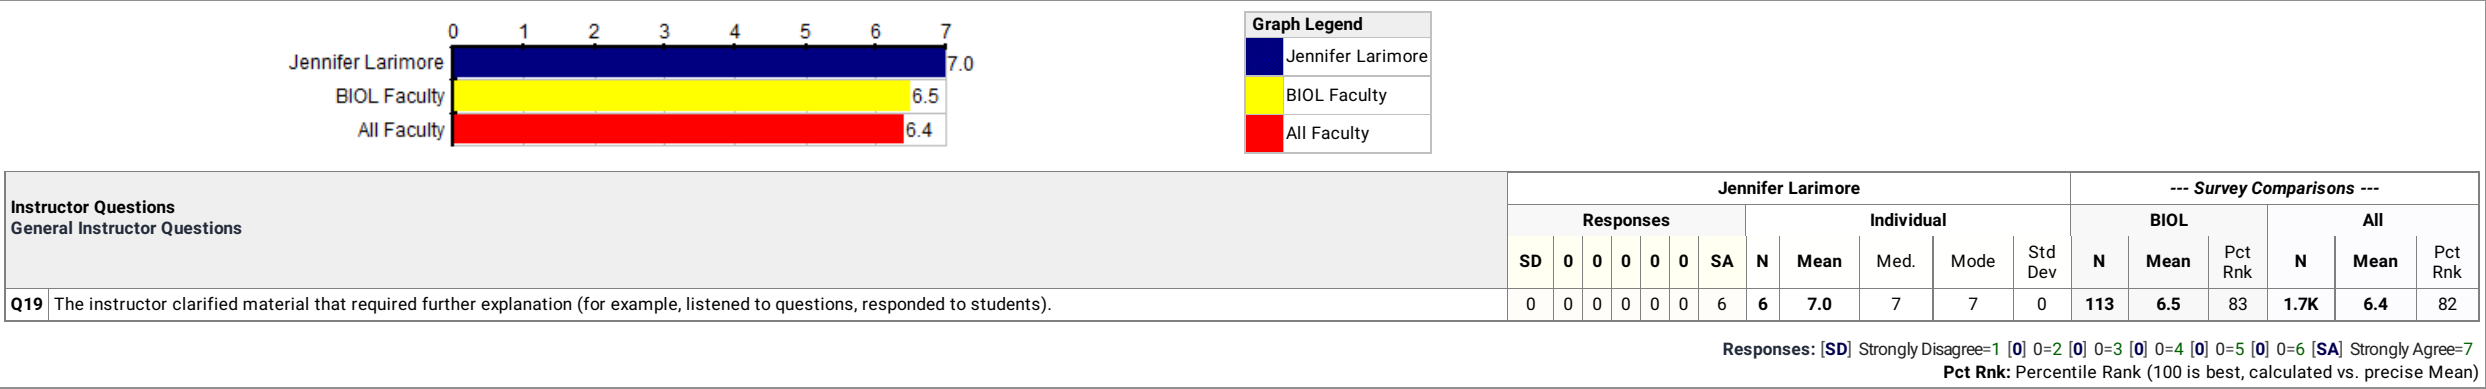 0 1 2 3 4 5 6 7
Jennifer Larimore 7.0
BIOL Faculty 6.5
All Faculty 6.4
Graph Legend
Jennifer Larimore
BIOL Faculty
All Faculty
Instructor Questions
General Instructor Questions
Jennifer Larimore --- Survey Comparisons ---
Responses Individual BIOL All
SD 0 0 0 0 0 SA N Mean Med. Mode Std Dev N Mean Pct Rnk N Mean Pct Rnk
Q19 The instructor clarified material that required further explanation (for example, listened to questions, responded to students). 0 0 0 0 0 0 6 6 7.0 7 7 0 113 6.5 83 1.7K 6.4 82
Responses: [SD] Strongly Disagree=1 [0] 0=2 [0] 0=3 [0] 0=4 [0] 0=5 [0] 0=6 [SA] Strongly Agree=7
Pct Rnk: Percentile Rank (100 is best, calculated vs. precise Mean)